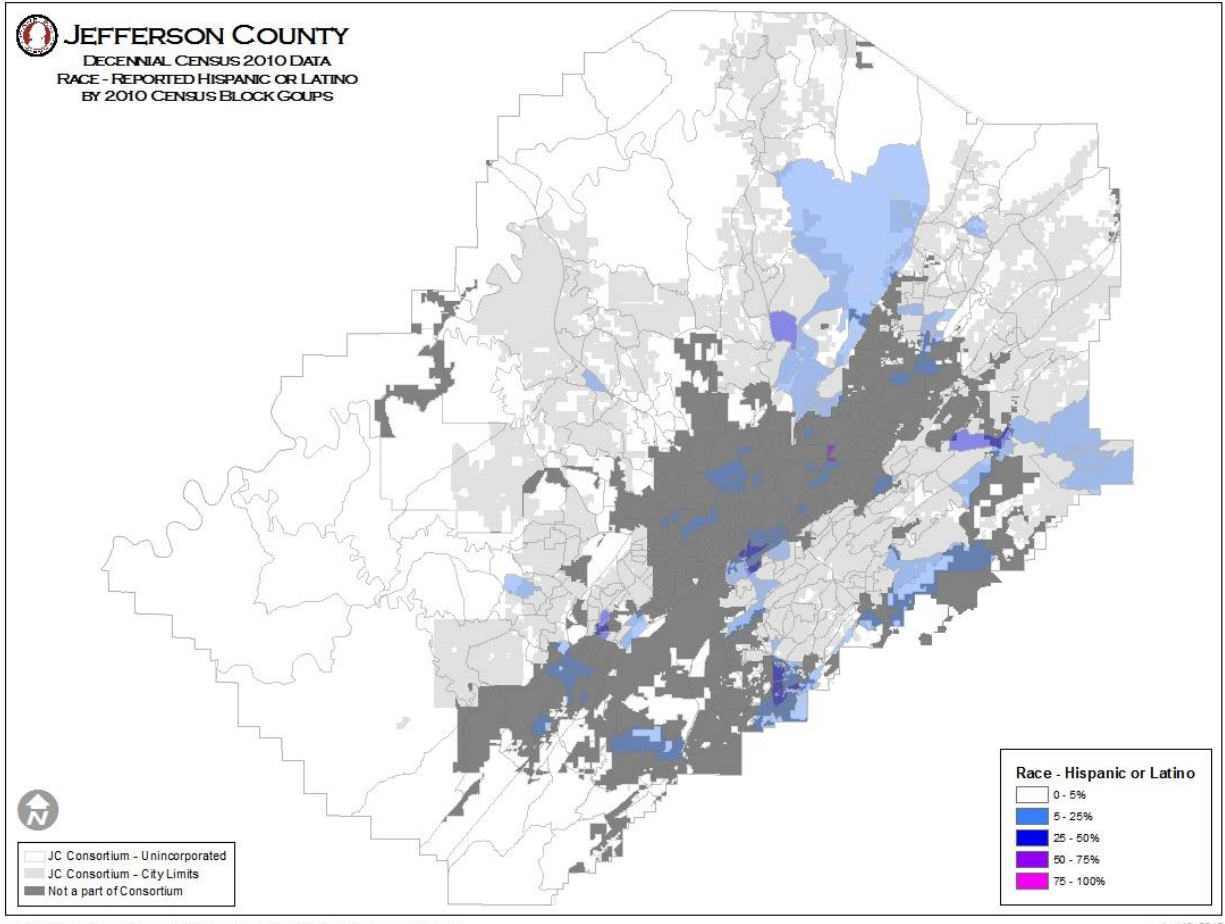 JEFFERSON COUNTY
DECENNIAL CENSUS 2010 DATA
RACE - REPORTED HISPANIC OR LATINO
BY 2010 CENSUS BLOCK GOUPS
N
JC Consortium - Unincorporated
JC Consortium - City Limits
Not a part of Consortium
Race - Hispanic or Latino
0 - 5%
5 - 25%
25 - 50%
50 - 75%
75 - 100%